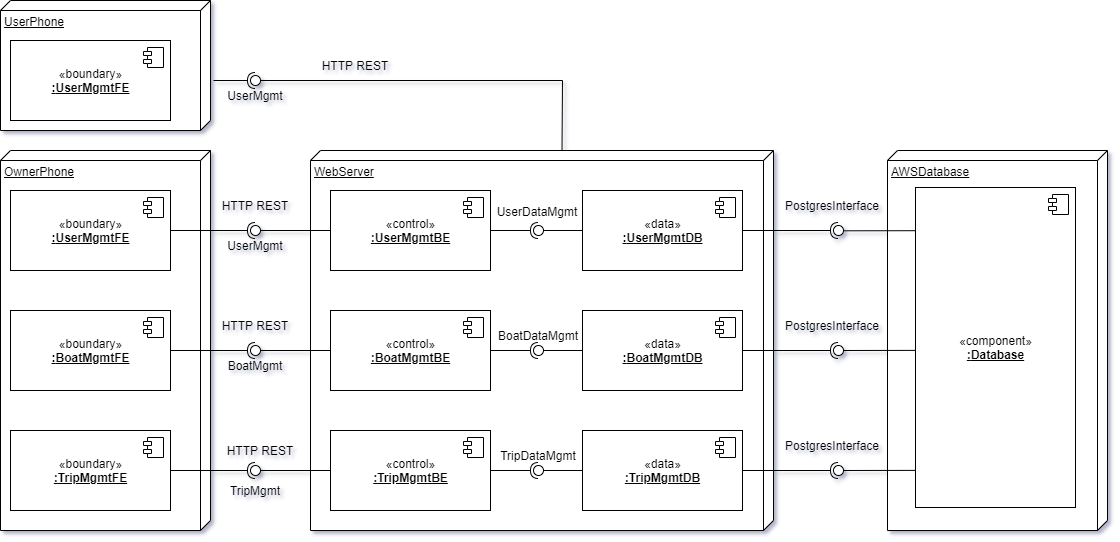 UserPhone
«boundary»
:UserMgmtFE
HTTP REST
UserMgmt
OwnerPhone
«boundary»
:UserMgmtFE
HTTP REST
UserMgmt
«boundary»
:BoatMgmtFE
HTTP REST
BoatMgmt
«boundary»
:TripMgmtFE
HTTP REST
TripMgmt
WebServer
«control»
:UserMgmtBE
UserDataMgmt
«data»
:UserMgmtDB
PostgresInterface
«control»
:BoatMgmtBE
BoatDataMgmt
«data»
:BoatMgmtDB
PostgresInterface
«control»
:TripMgmtBE
TripDataMgmt
«data»
:TripMgmtDB
PostgresInterface
AWSDatabase
«component»
:Database